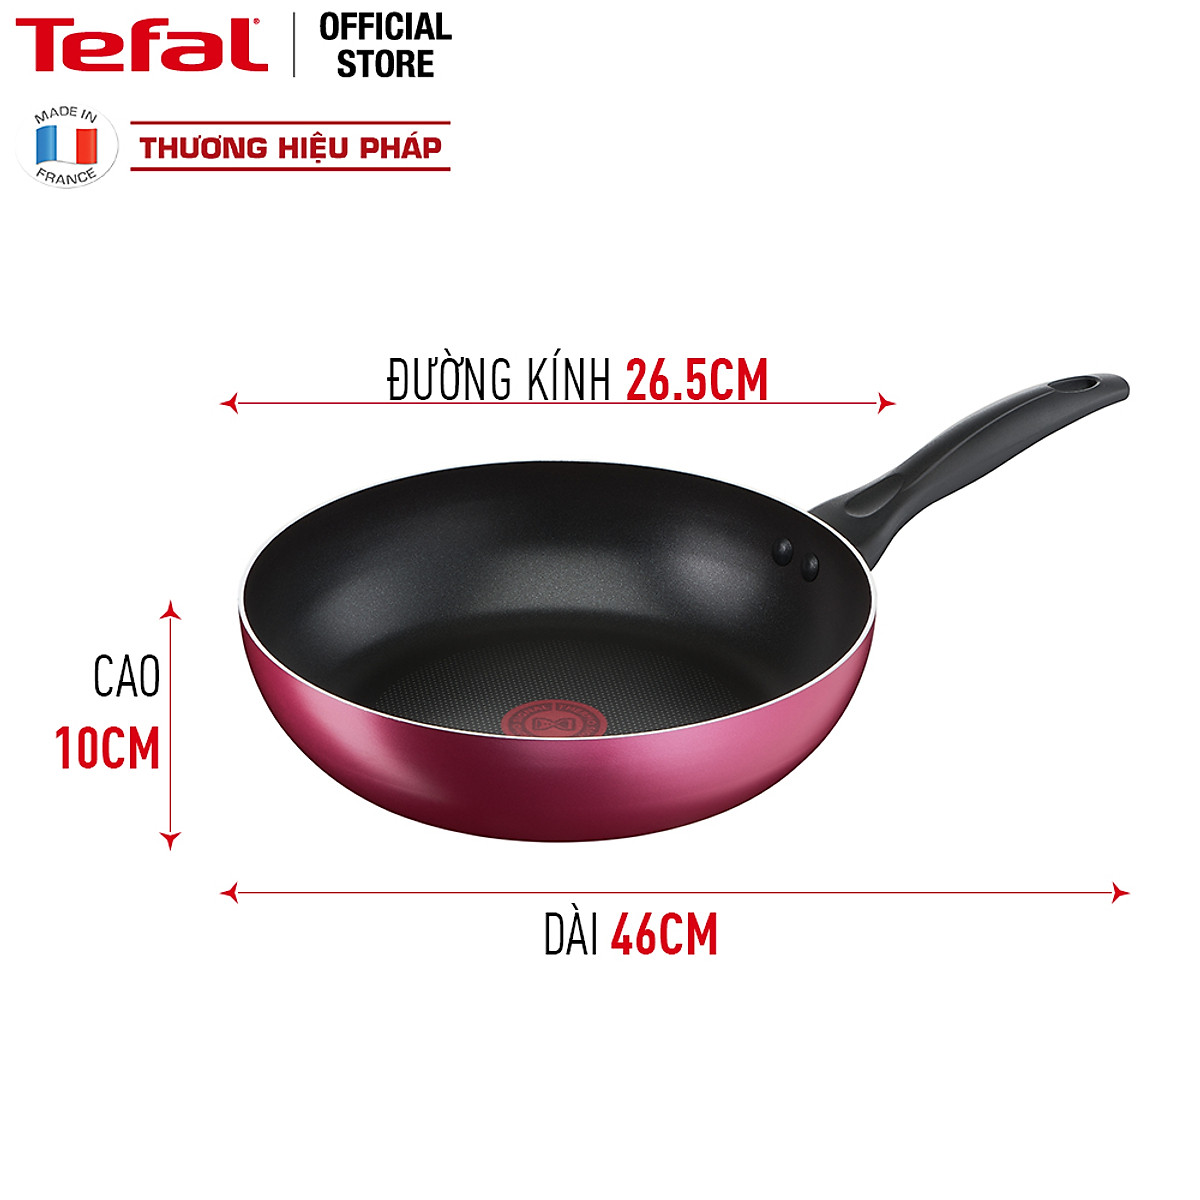 Tefal®
OFFICIAL
STORE
MADE IN
FRANCE
THƯƠNG HIỆU PHÁP
ĐƯỜNG KÍNH 26.5CM
CAO
10CM
DÀI 46CM